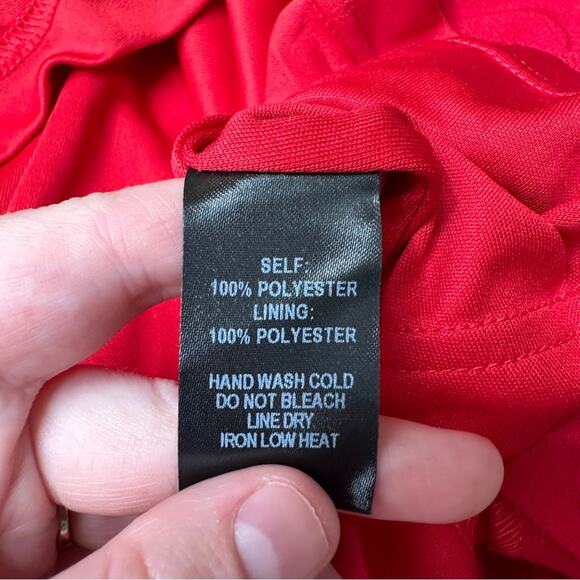 SELF:
100% POLYESTER
LINING:
100% POLYESTER
HAND WASH COLD
DO NOT BLEACH
LINE DRY
IRON LOW HEAT